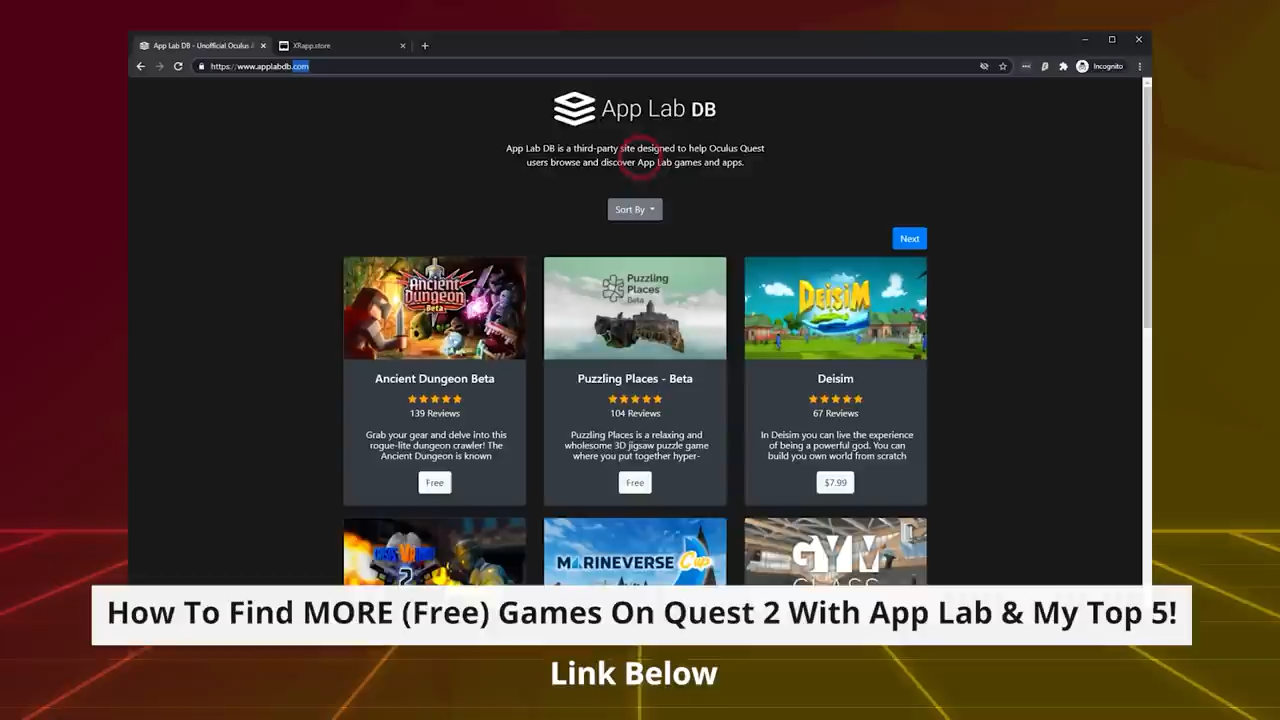 App Lab DB - Unofficial Oculus
XRapp.store
https://www.applabdb.com
Incognito
App Lab DB
App Lab DB is a third-party site designed to help Oculus Quest
users browse and discover App Lab games and apps.
Sort By
Next
Ancient
Dungeon
Beta
Puzzling
Places
Beta
DEISIM
Ancient Dungeon Beta
139 Reviews
Grab your gear and delve into this
rogue-lite dungeon crawler! The
Ancient Dungeon is known
Free
Puzzling Places - Beta
104 Reviews
Puzzling Places is a relaxing and
wholesome 3D jigsaw puzzle game
where you put together hyper-
Free
Deisim
67 Reviews
In Deisim you can live the experience
of being a powerful god. You can
build you own world from scratch
$7.99
2
MARINEVERSE Cup
GYM
CLASS
How To Find MORE (Free) Games On Quest 2 With App Lab & My Top 5!
Link Below